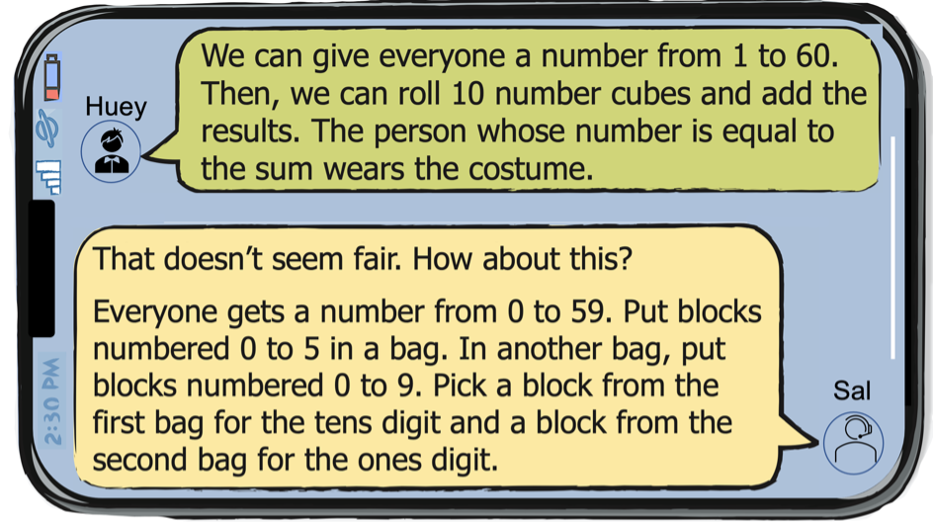 Huey
We can give everyone a number from 1 to 60.
Then, we can roll 10 number cubes and add the
results. The person whose number is equal to
the sum wears the costume.
That doesn’t seem fair. How about this?
Everyone gets a number from 0 to 59. Put blocks
numbered 0 to 5 in a bag. In another bag, put
blocks numbered 0 to 9. Pick a block from the
first bag for the tens digit and a block from the
second bag for the ones digit.
Sal
2:30 PM